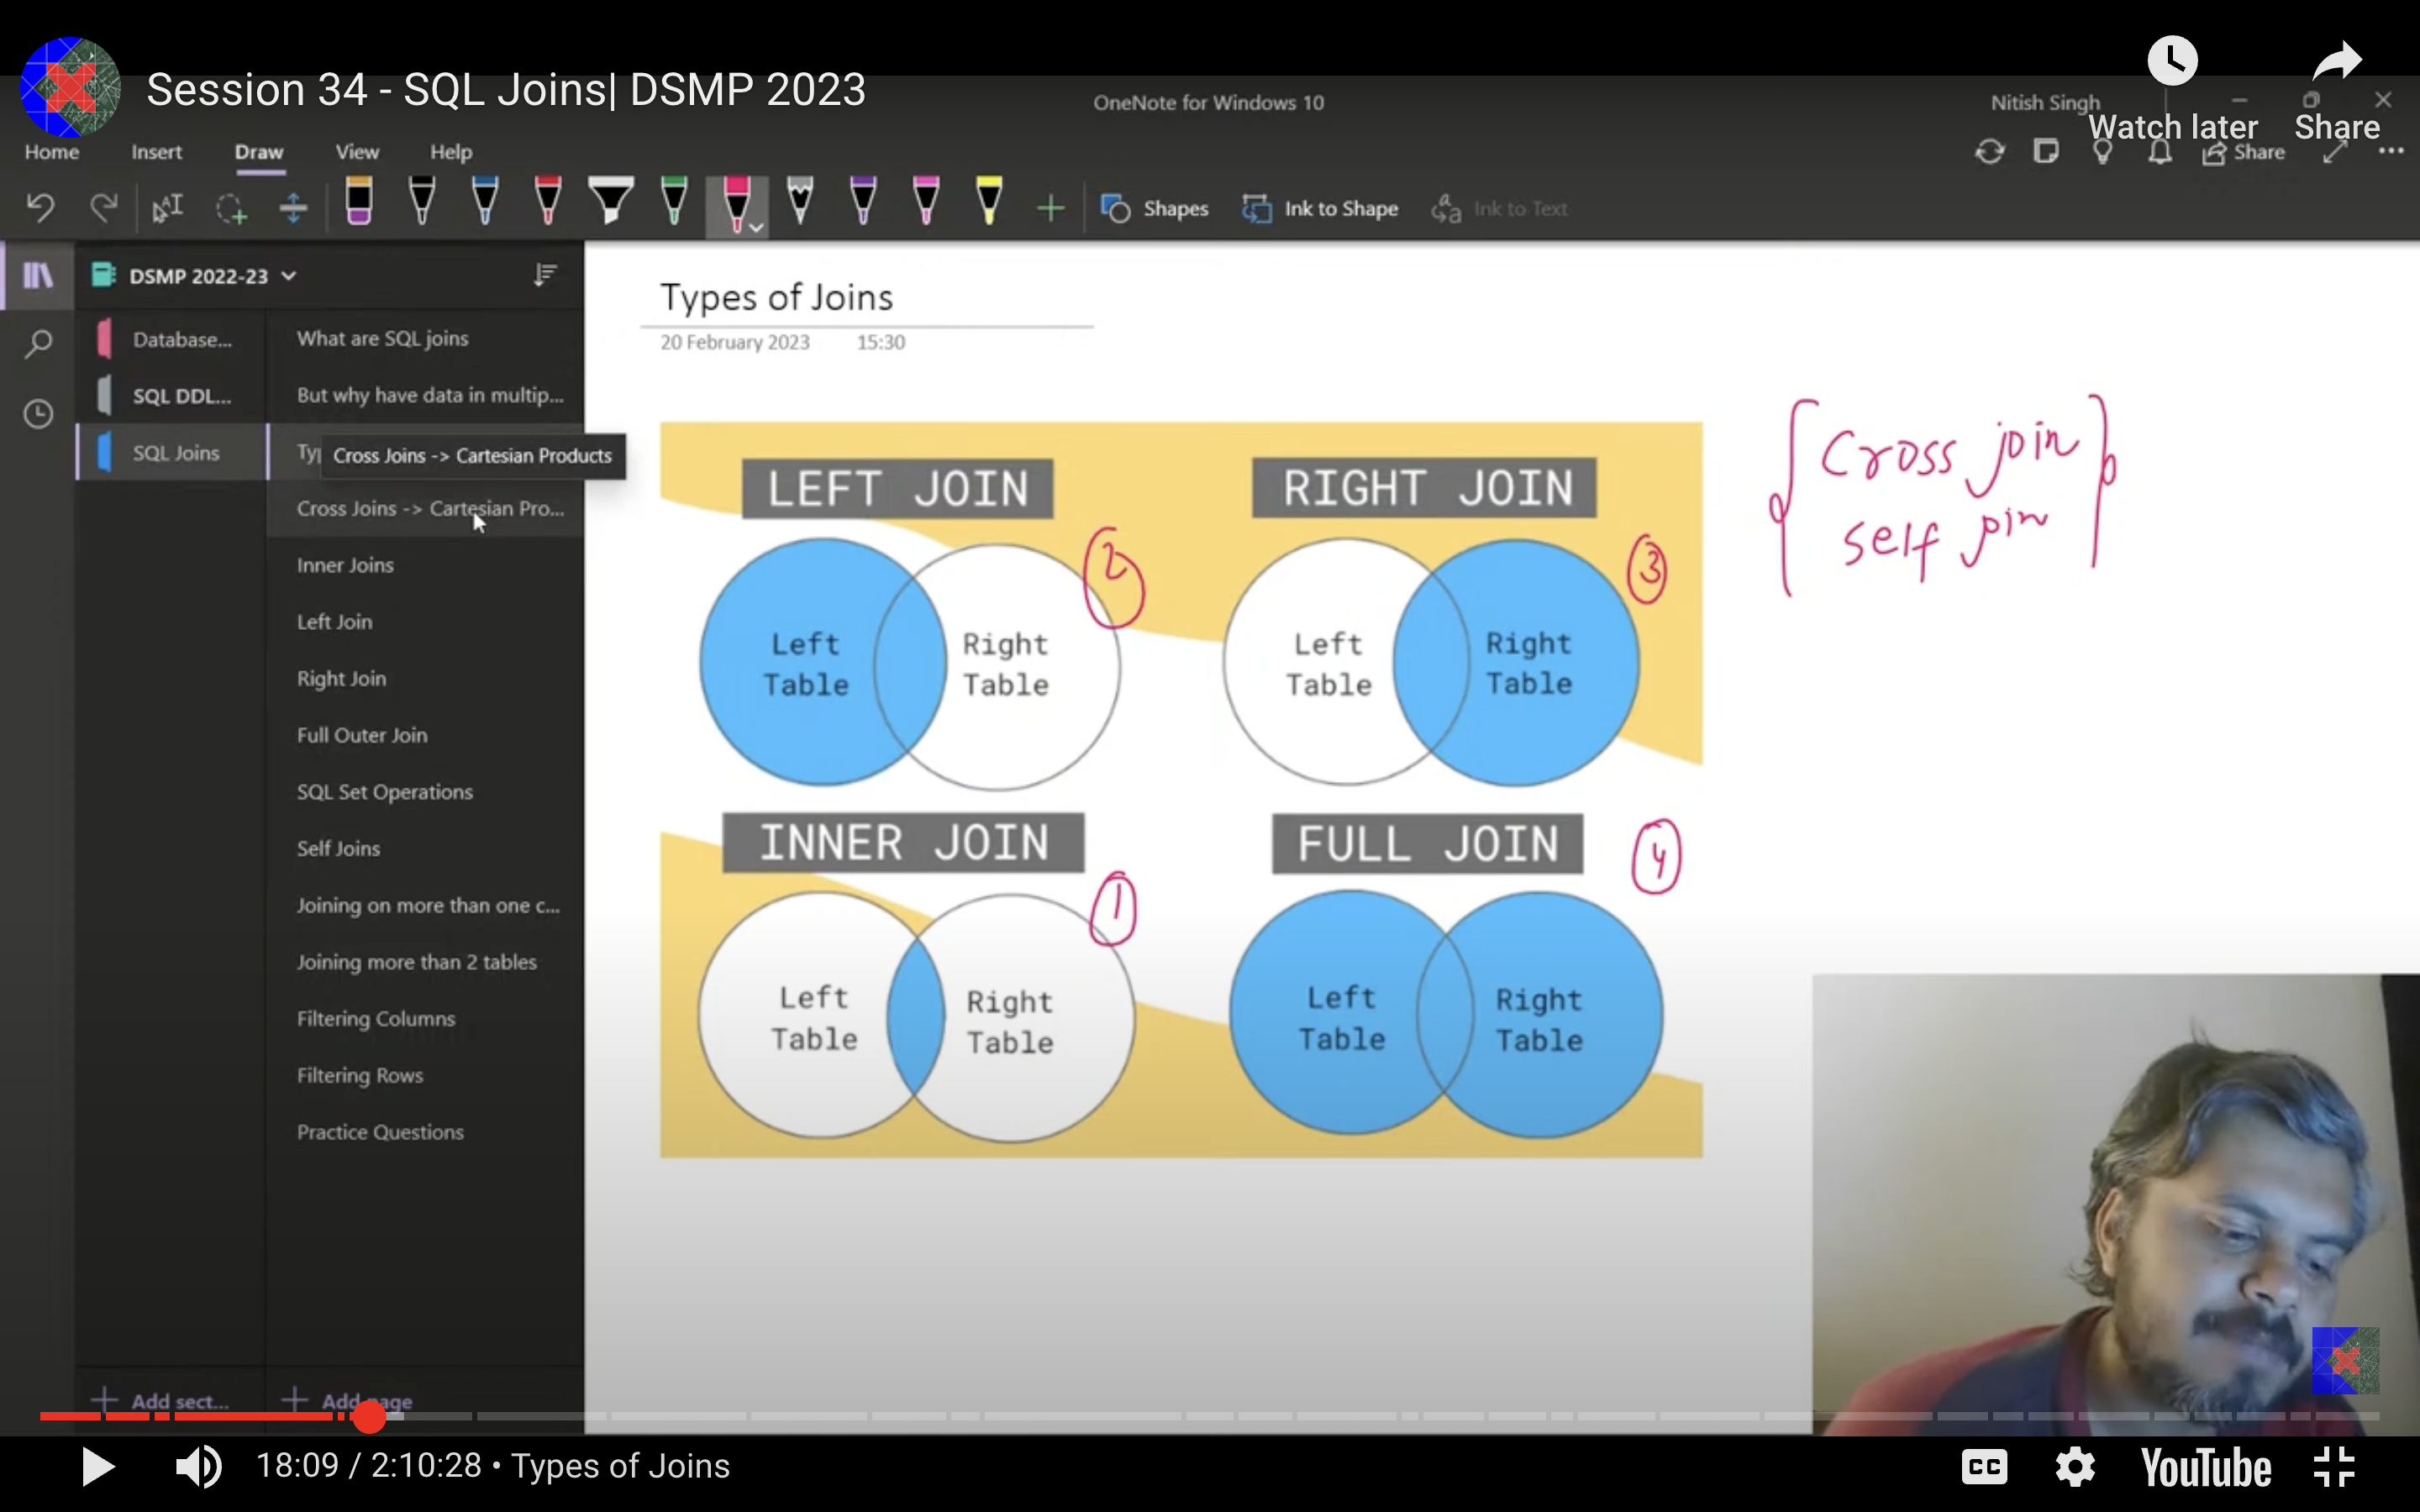 Session 34 - SQL Joins| DSMP 2023
Watch later
Share
OneNote for Windows 10
Nitish Singh
Home Insert Draw View Help
Share
Shapes
Ink to Shape
Ink to Text
DSMP 2022-23
Database...
SQL DDL...
SQL Joins
What are SQL joins
But why have data in multip...
Typ
Cross Joins -> Cartesian Products
Cross Joins -> Cartesian Pro...
Inner Joins
Left Join
Right Join
Full Outer Join
SQL Set Operations
Self Joins
Joining on more than one c...
Joining more than 2 tables
Filtering Columns
Filtering Rows
Practice Questions
Add sect...
Add page
Types of Joins
20 February 2023 15:30
LEFT JOIN
2
Left
Table
Right
Table
RIGHT JOIN
3
Left
Table
Right
Table
INNER JOIN
1
Left
Table
Right
Table
FULL JOIN
4
Left
Table
Right
Table
Cross join
self join
18:09 / 2:10:28 • Types of Joins
CC
YouTube